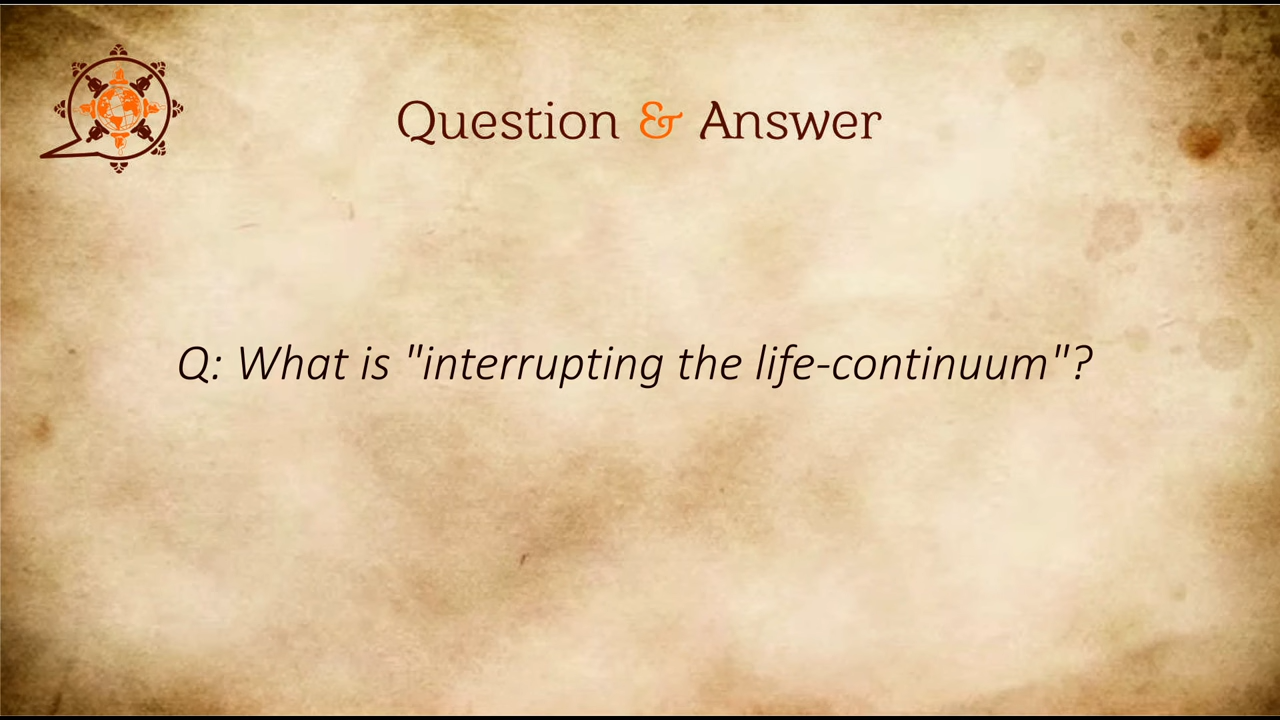 Question & Answer
Q: What is "interrupting the life-continuum"?